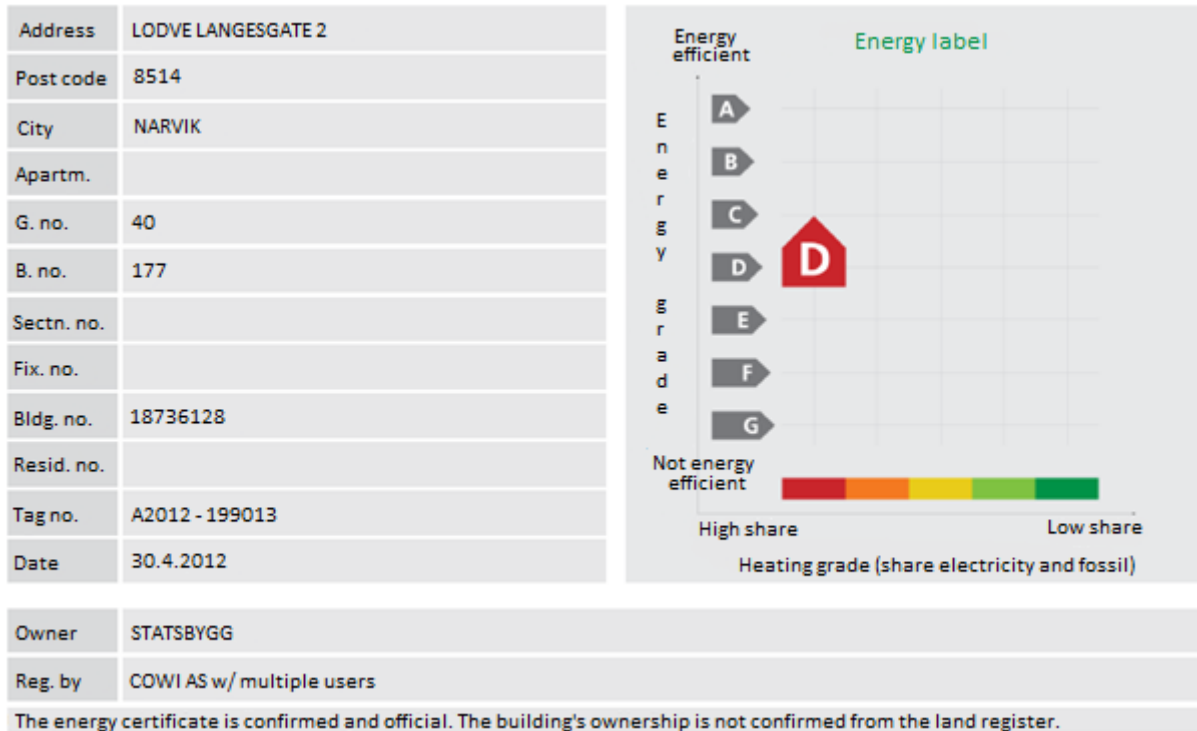 Address LODVE LANGESGATE 2
Post code 8514
City NARVIK
Apartm.
G. no. 40
B. no. 177
Sectn. no.
Fix. no.
Bldg. no. 18736128
Resid. no.
Tag no. A2012 - 199013
Date 30.4.2012
Energy label
Energy
efficient
Energy grade
A
B
C
D
D
E
F
G
Not energy
efficient
High share Low share
Heating grade (share electricity and fossil)
Owner STATSBYGG
Reg. by COWI AS w/ multiple users
The energy certificate is confirmed and official. The building's ownership is not confirmed from the land register.